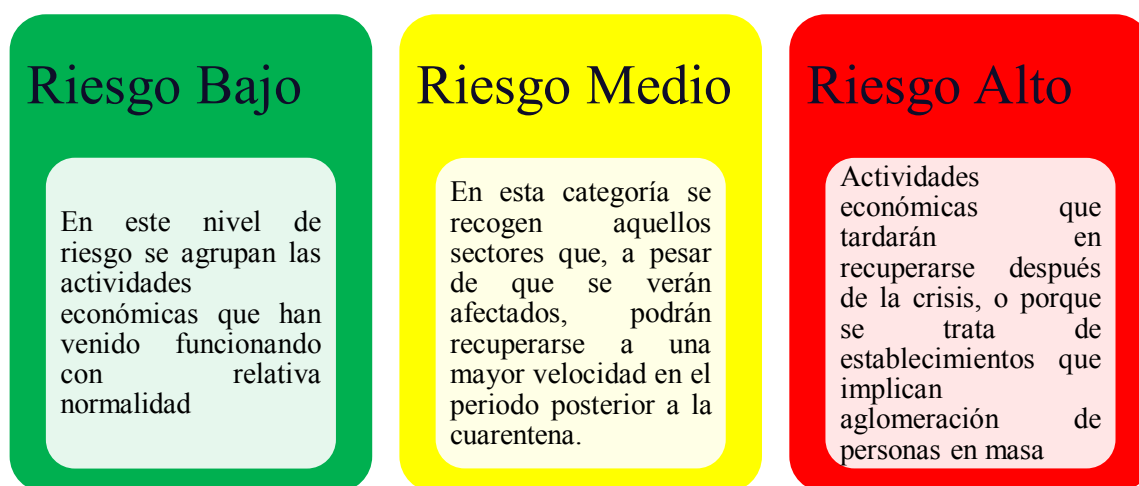 Riesgo Bajo
En este nivel de
riesgo se agrupan las
actividades
económicas que han
venido funcionando
con relativa
normalidad
Riesgo Medio
En esta categoría se
recogen aquellos
sectores que, a pesar
de que se verán
afectados, podrán
recuperarse a una
mayor velocidad en el
periodo posterior a la
cuarentena.
Riesgo Alto
Actividades
económicas que
tardarán en
recuperarse después
de la crisis, o porque
se trata de
establecimientos que
implican
aglomeración de
personas en masa